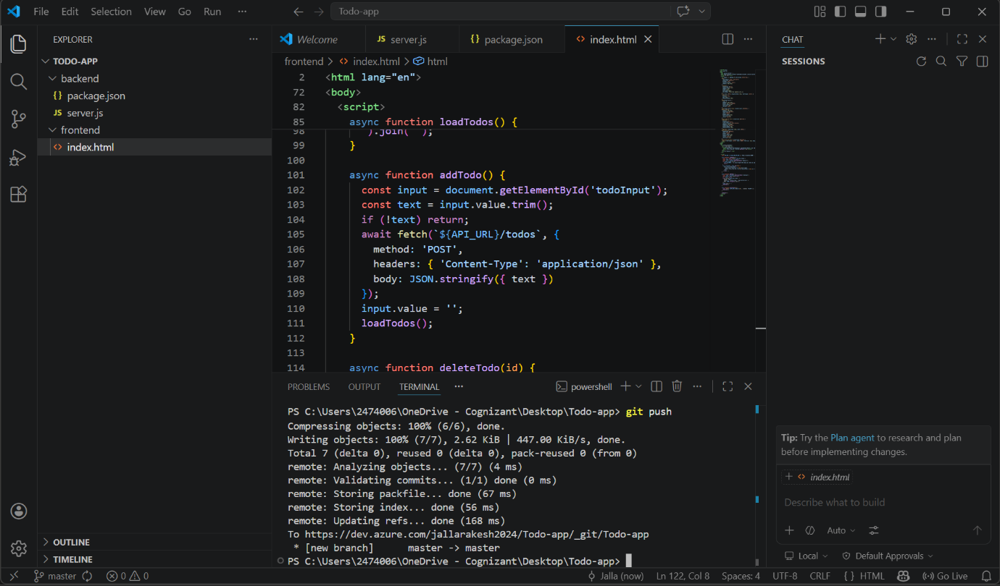 File Edit Selection View Go Run ··· Todo-app
EXPLORER ···
TODO-APP
backend
{} package.json
JS server.js
frontend
<> index.html
OUTLINE
TIMELINE
Welcome JS server.js {} package.json <> index.html
frontend > <> index.html > html
2 <html lang="en">
72 <body>
82 <script>
85 async function loadTodos() {
98 ).join('');
99 }
100
101 async function addTodo() {
102 const input = document.getElementById('todoInput');
103 const text = input.value.trim();
104 if (!text) return;
105 await fetch(`${API_URL}/todos`, {
106 method: 'POST',
107 headers: { 'Content-Type': 'application/json' },
108 body: JSON.stringify({ text })
109 });
110 input.value = '';
111 loadTodos();
112 }
113
114 async function deleteTodo(id) {
PROBLEMS OUTPUT TERMINAL ··· powershell
PS C:\Users\2474006\OneDrive - Cognizant\Desktop\Todo-app> git push
Compressing objects: 100% (6/6), done.
Writing objects: 100% (7/7), 2.62 KiB | 447.00 KiB/s, done.
Total 7 (delta 0), reused 0 (delta 0), pack-reused 0 (from 0)
remote: Analyzing objects... (7/7) (4 ms)
remote: Validating commits... (1/1) done (0 ms)
remote: Storing packfile... done (67 ms)
remote: Storing index... done (56 ms)
remote: Updating refs... done (168 ms)
To https://dev.azure.com/jallarakesh2024/Todo-app/_git/Todo-app
* [new branch] master -> master
PS C:\Users\2474006\OneDrive - Cognizant\Desktop\Todo-app>
CHAT
SESSIONS
Tip: Try the Plan agent to research and plan
before implementing changes.
<> index.html
Describe what to build
Auto
Local Default Approvals
master 0 0 Jalla (now) Ln 122, Col 8 Spaces: 4 UTF-8 CRLF {} HTML Go Live